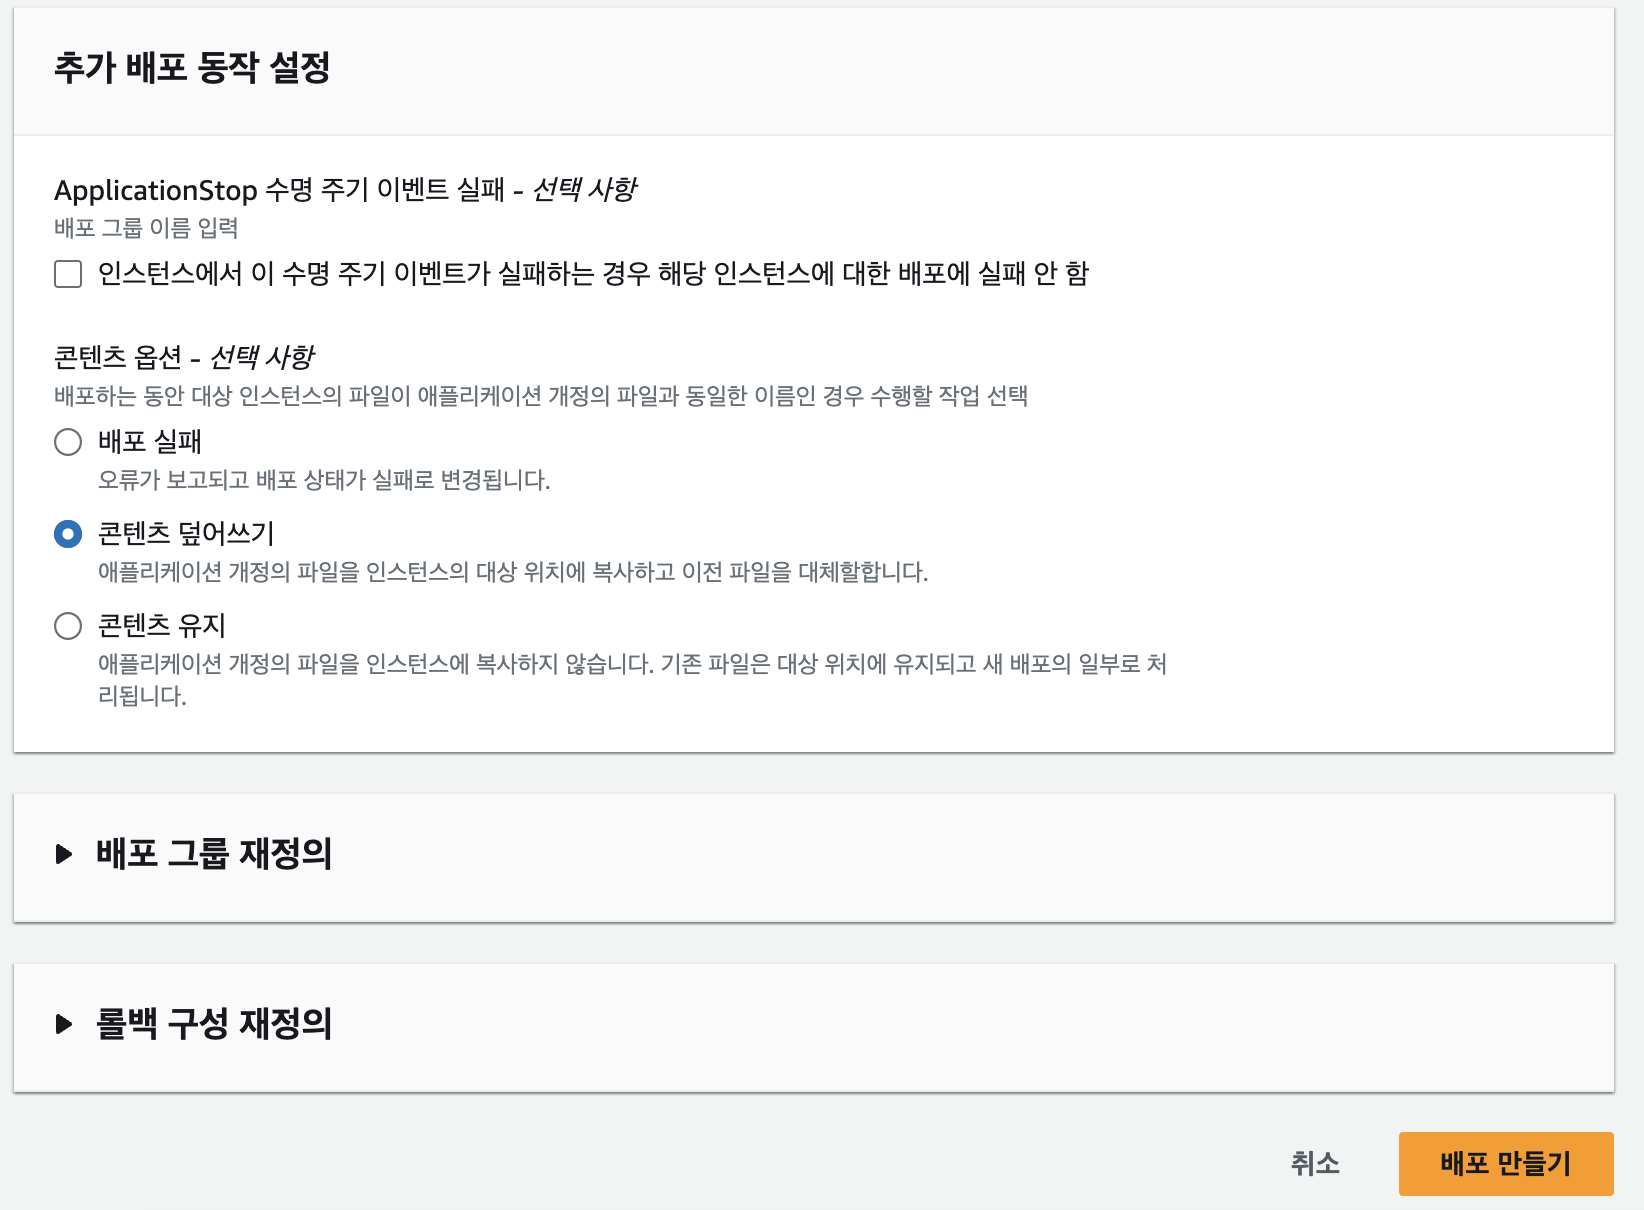 추가 배포 동작 설정
ApplicationStop 수명 주기 이벤트 실패 - 선택 사항
배포 그룹 이름 입력
인스턴스에서 이 수명 주기 이벤트가 실패하는 경우 해당 인스턴스에 대한 배포에 실패 안 함
콘텐츠 옵션 - 선택 사항
배포하는 동안 대상 인스턴스의 파일이 애플리케이션 개정의 파일과 동일한 이름인 경우 수행할 작업 선택
배포 실패
오류가 보고되고 배포 상태가 실패로 변경됩니다.
콘텐츠 덮어쓰기
애플리케이션 개정의 파일을 인스턴스의 대상 위치에 복사하고 이전 파일을 대체할합니다.
콘텐츠 유지
애플리케이션 개정의 파일을 인스턴스에 복사하지 않습니다. 기존 파일은 대상 위치에 유지되고 새 배포의 일부로 처
리됩니다.
배포 그룹 재정의
롤백 구성 재정의
취소
배포 만들기